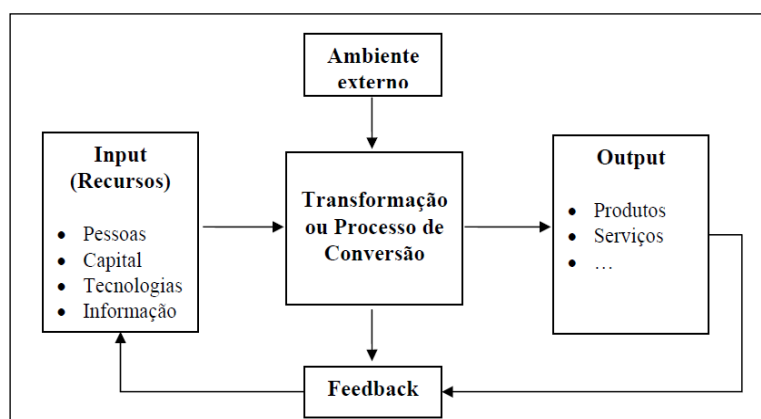 Ambiente
externo
Input
(Recursos)
• Pessoas
• Capital
• Tecnologias
• Informação
Transformação
ou Processo de
Conversão
Output
• Produtos
• Serviços
• …
Feedback